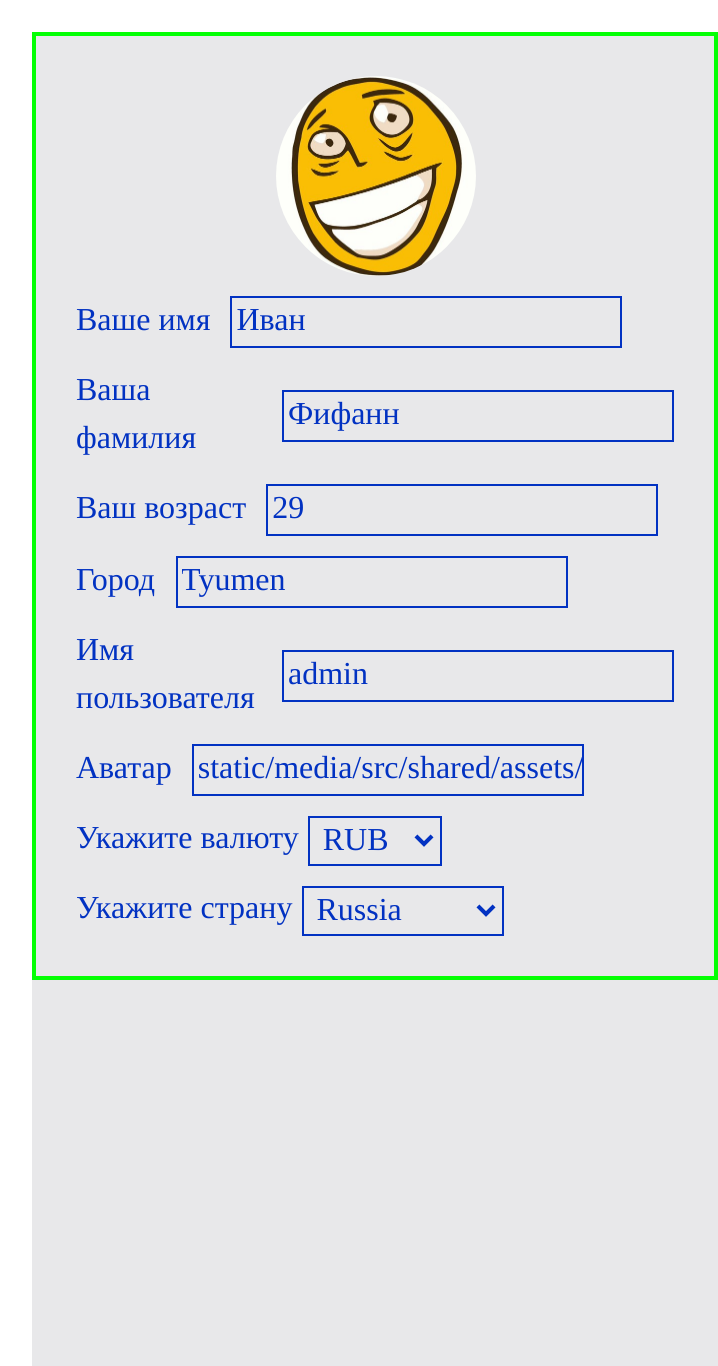 Ваше имя Иван
Ваша
фамилия
Фифанн
Ваш возраст 29
Город Tyumen
Имя
пользователя
admin
Аватар static/media/src/shared/assets/
Укажите валюту RUB
Укажите страну Russia